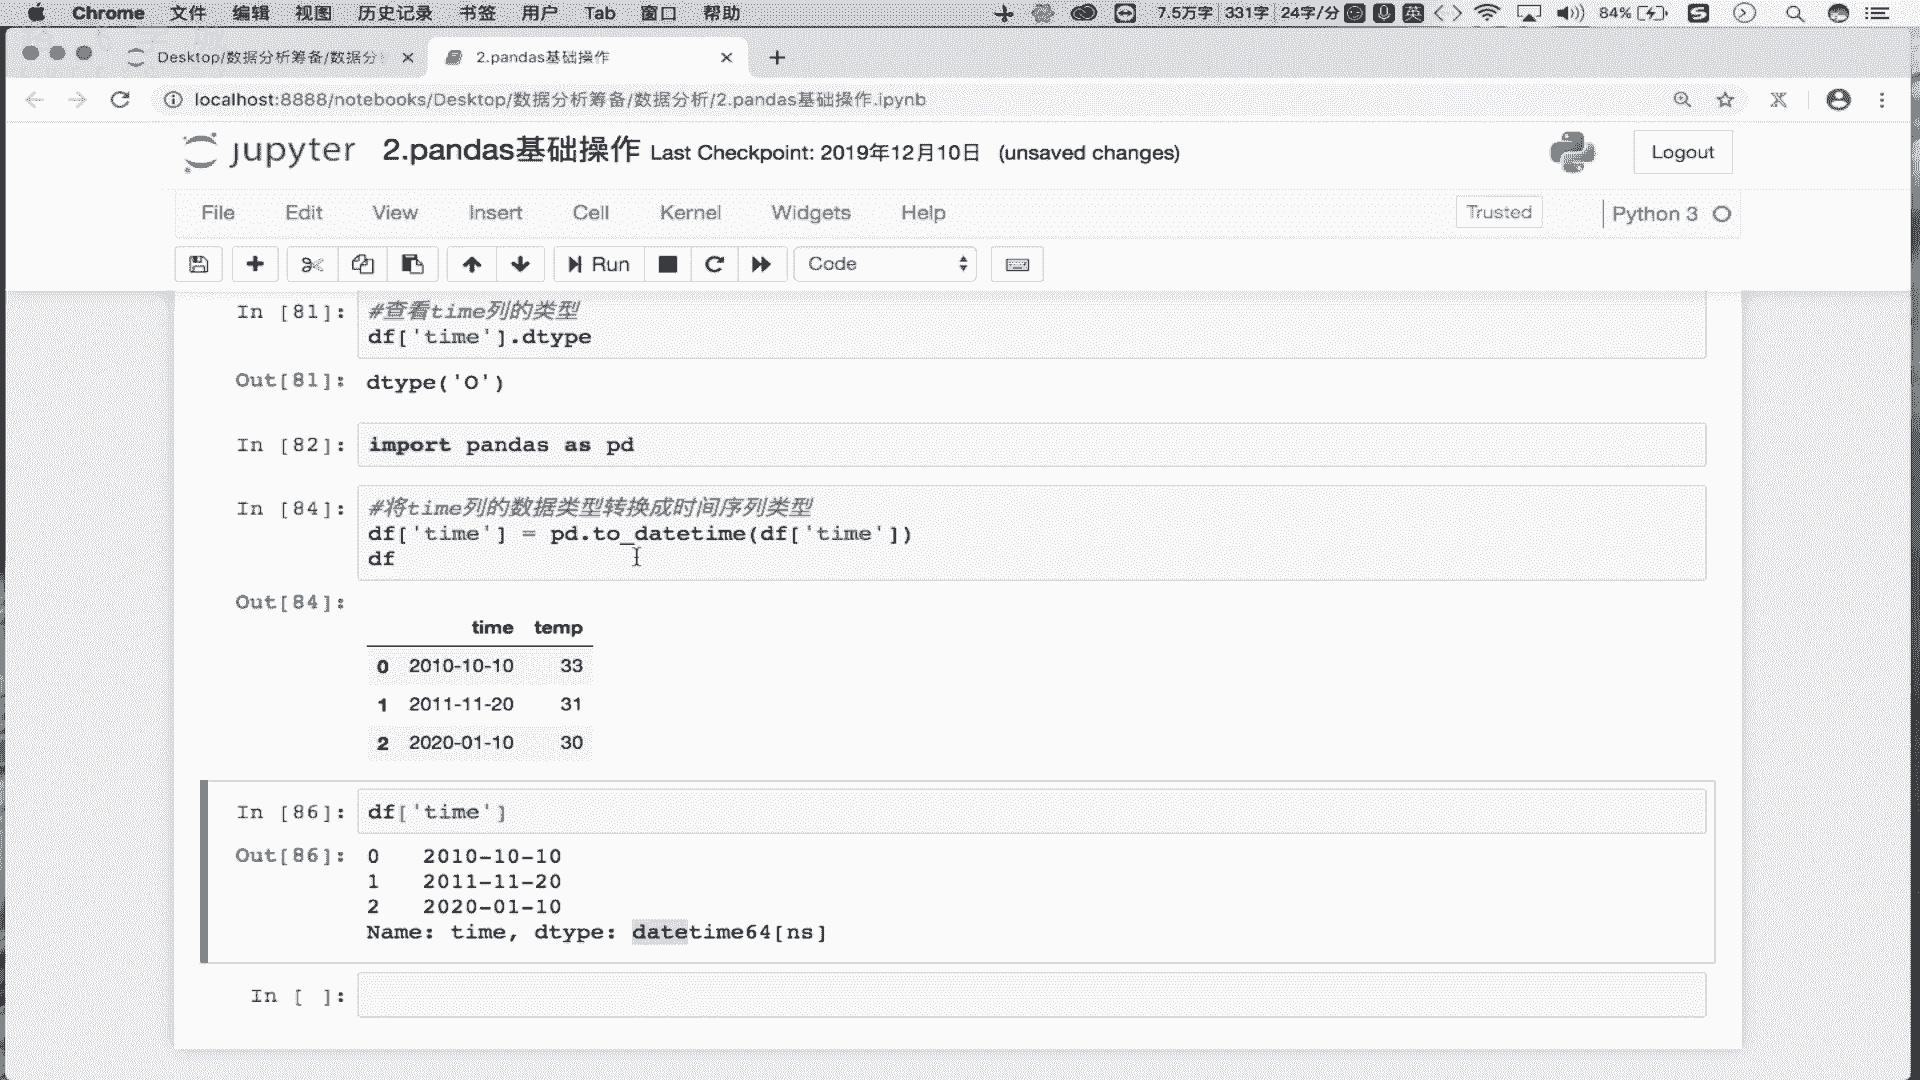 Chrome 文件 编辑 视图 历史记录 书签 用户 Tab 窗口 帮助 7.5万字 331字 24字/分 英 84%
Desktop/数据分析筹备/数据分 2.pandas基础操作
localhost:8888/notebooks/Desktop/数据分析筹备/数据分析/2.pandas基础操作.ipynb
jupyter 2.pandas基础操作 Last Checkpoint: 2019年12月10日 (unsaved changes) Logout
File Edit View Insert Cell Kernel Widgets Help Trusted Python 3
Run Code
In [81]: #查看time列的类型
df['time'].dtype
Out[81]: dtype('O')
In [82]: import pandas as pd
In [84]: #将time列的数据类型转换成时间序列类型
df['time'] = pd.to_datetime(df['time'])
df
Out[84]:
time temp
0 2010-10-10 33
1 2011-11-20 31
2 2020-01-10 30
In [86]: df['time']
Out[86]: 0 2010-10-10
1 2011-11-20
2 2020-01-10
Name: time, dtype: datetime64[ns]
In [ ]: